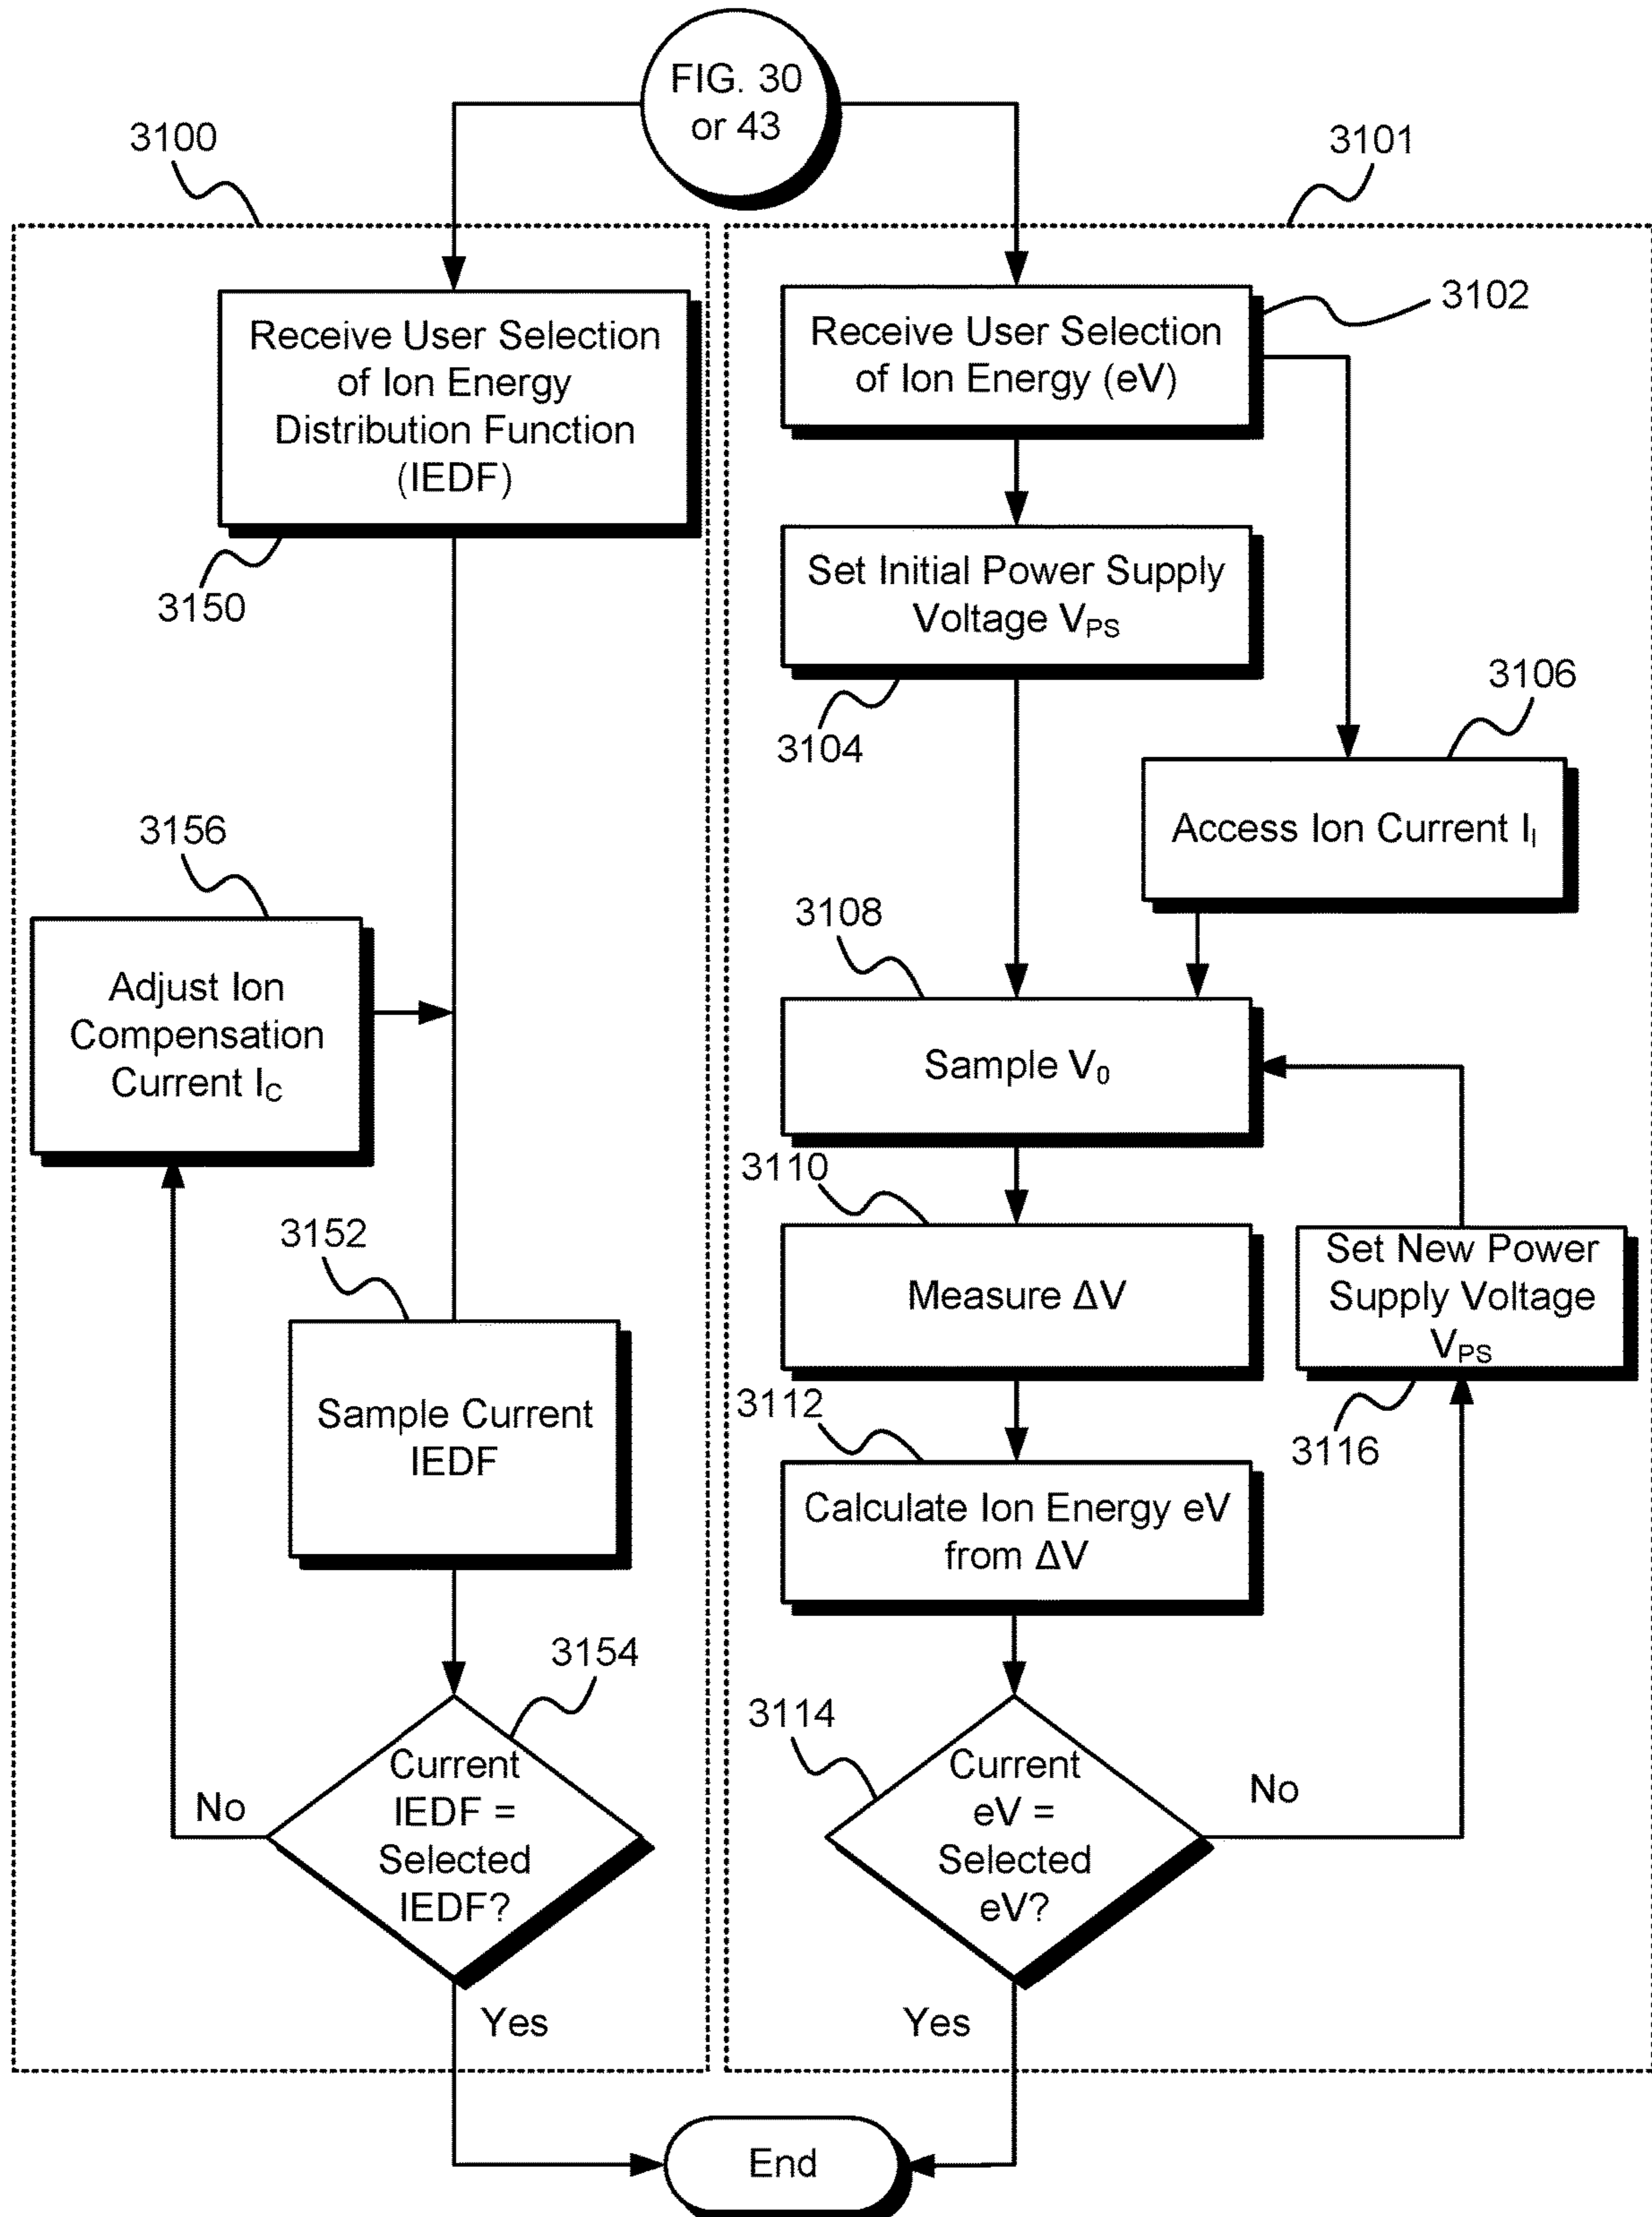 FIG. 30
or 43
3100
3101
Receive User Selection
of Ion Energy
Distribution Function
(IEDF)
3150
3156
Adjust Ion
Compensation
Current I_C
3152
Sample Current
IEDF
3154
Current
IEDF =
Selected
IEDF?
No
Yes
3102
Receive User Selection
of Ion Energy (eV)
Set Initial Power Supply
Voltage V_PS
3104
3106
Access Ion Current I_I
3108
Sample V_0
3110
Measure ΔV
3112
Calculate Ion Energy eV
from ΔV
Set New Power
Supply Voltage
V_PS
3116
3114
Current
eV =
Selected
eV?
No
Yes
End